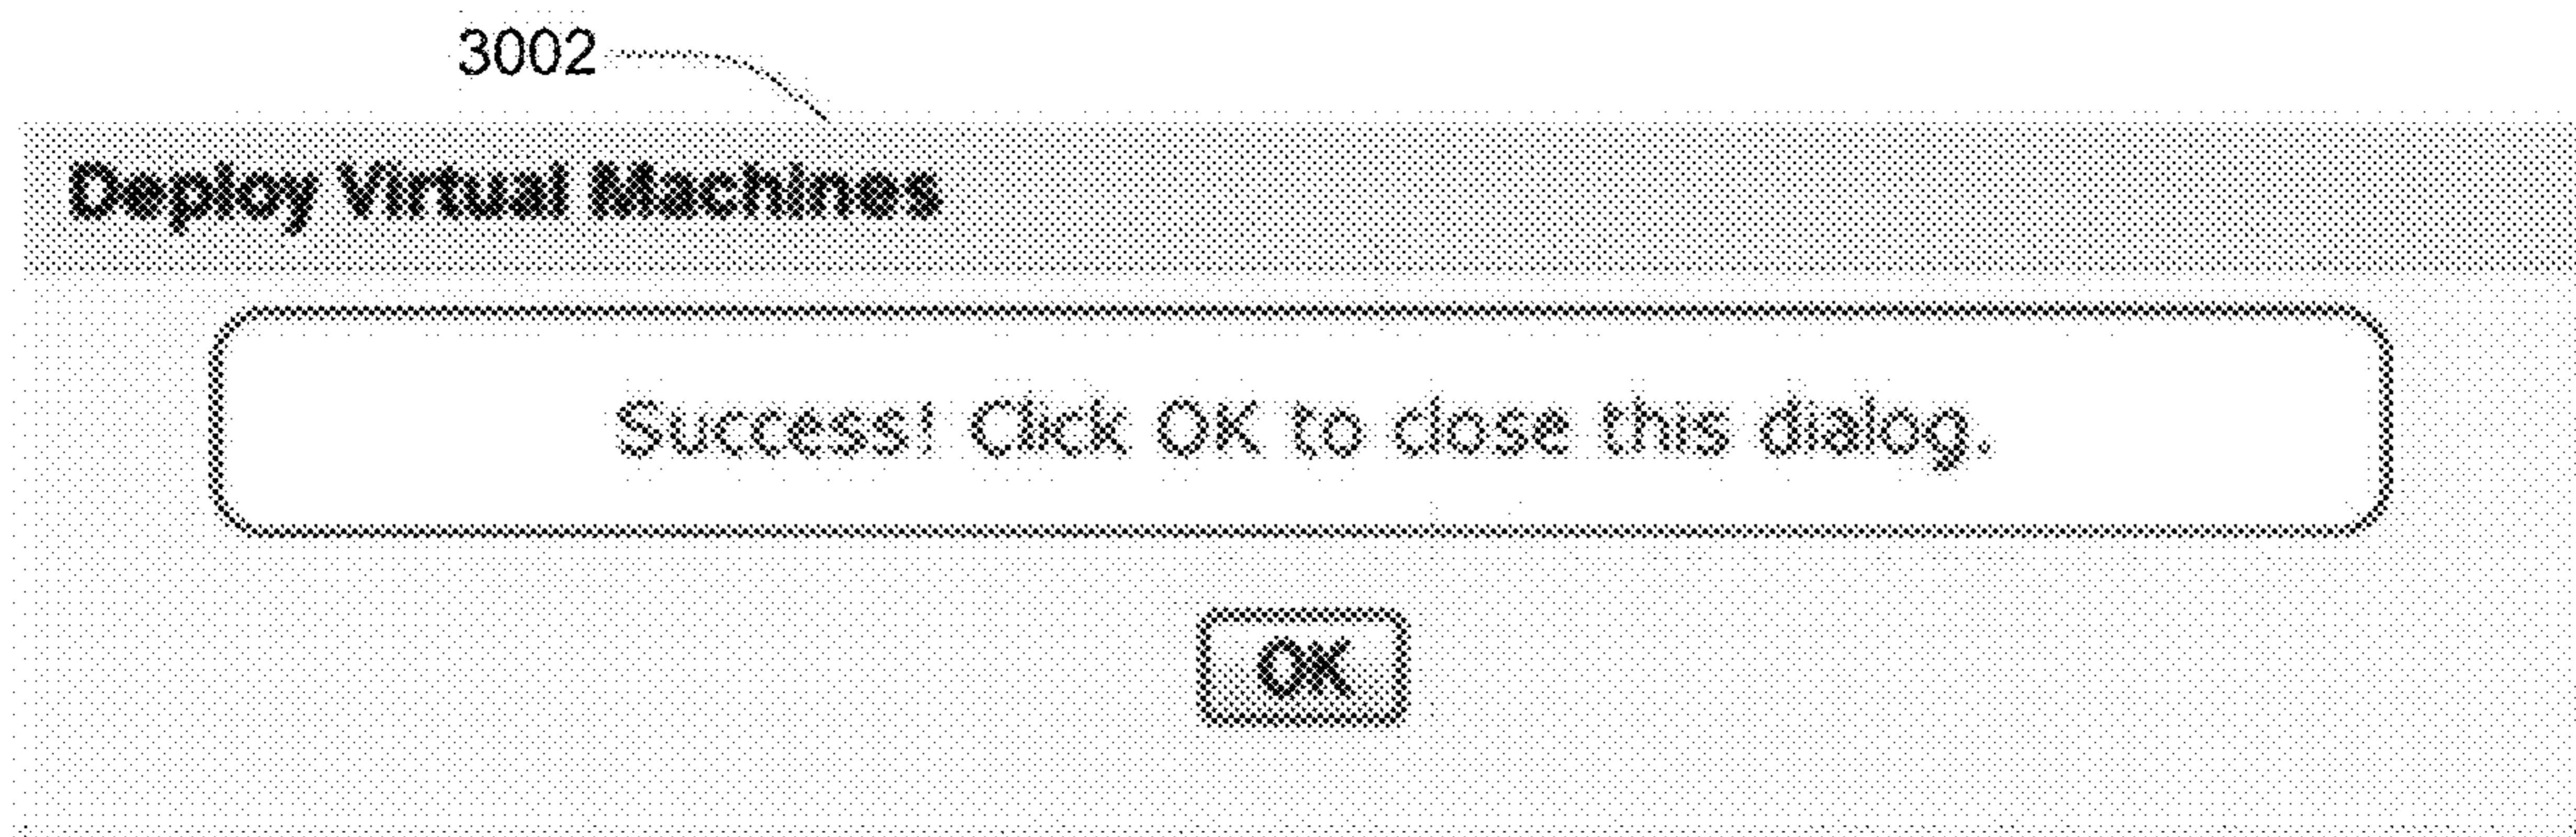 3002
Deploy Virtual Machines
Success! Click OK to close this dialog.
OK